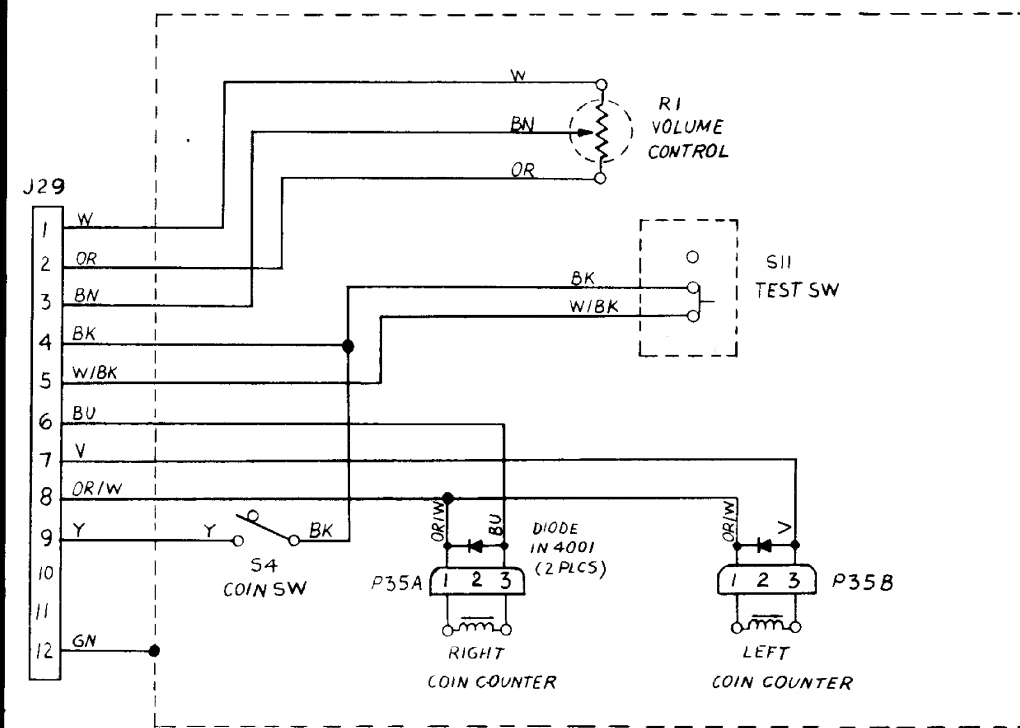 W
R1
VOLUME
CONTROL
BN
OR
J29
1 W
2 OR
3 BN
4 BK
5 W/BK
6 BU
7 V
8 OR/W
9 Y
10
11
12 GN
BK
W/BK
S11
TEST SW
Y
BK
S4
COIN SW
OR/W
BU
DIODE
IN 4001
(2 PLCS)
OR/W
V
P35A 1 2 3
1 2 3 P35B
RIGHT
COIN COUNTER
LEFT
COIN COUNTER